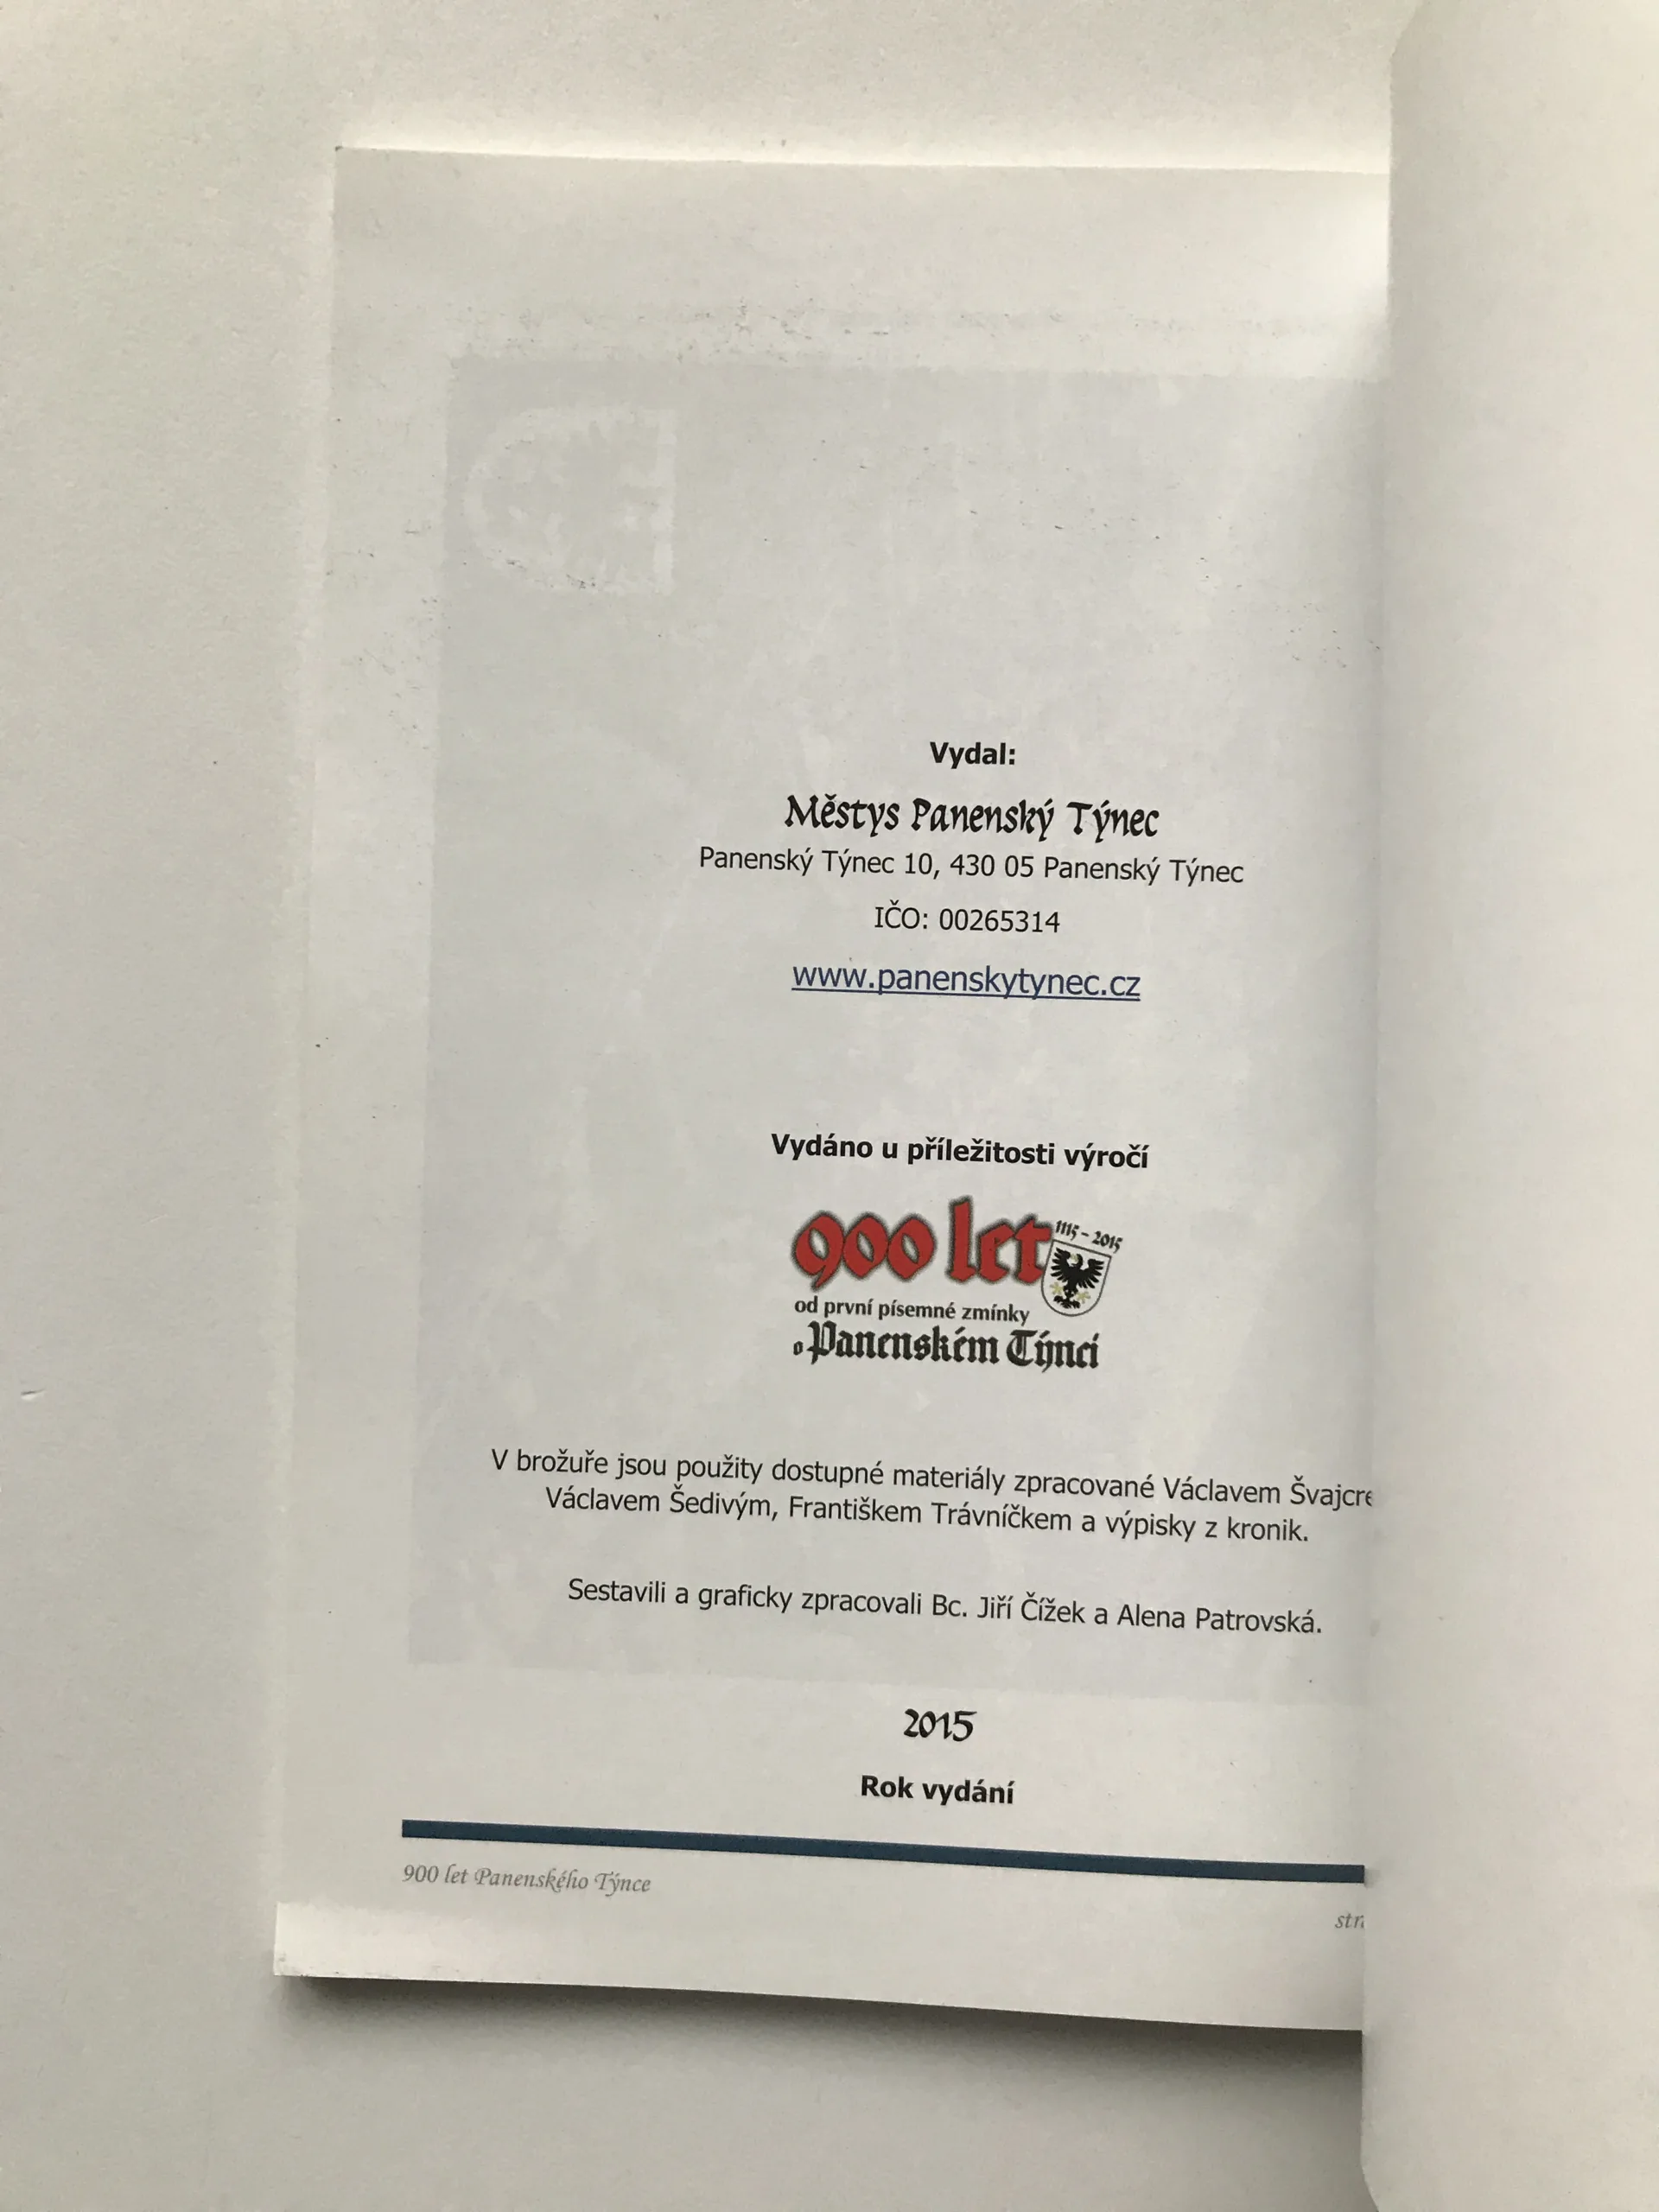 Vydal:
Městys Panenský Týnec
Panenský Týnec 10, 430 05 Panenský Týnec
IČO: 00265314
www.panenskytynec.cz
Vydáno u příležitosti výročí
900 let
1115 - 2015
od první písemné zmínky
o Panenském Týnci
V brožuře jsou použity dostupné materiály zpracované Václavem
Václavem Šedivým, Františkem Trávníčkem a výpisky z kronik.
Sestavili a graficky zpracovali Bc. Jiří Čížek a Alena Patrovská.
2015
Rok vydání
900 let Panenského Týnce